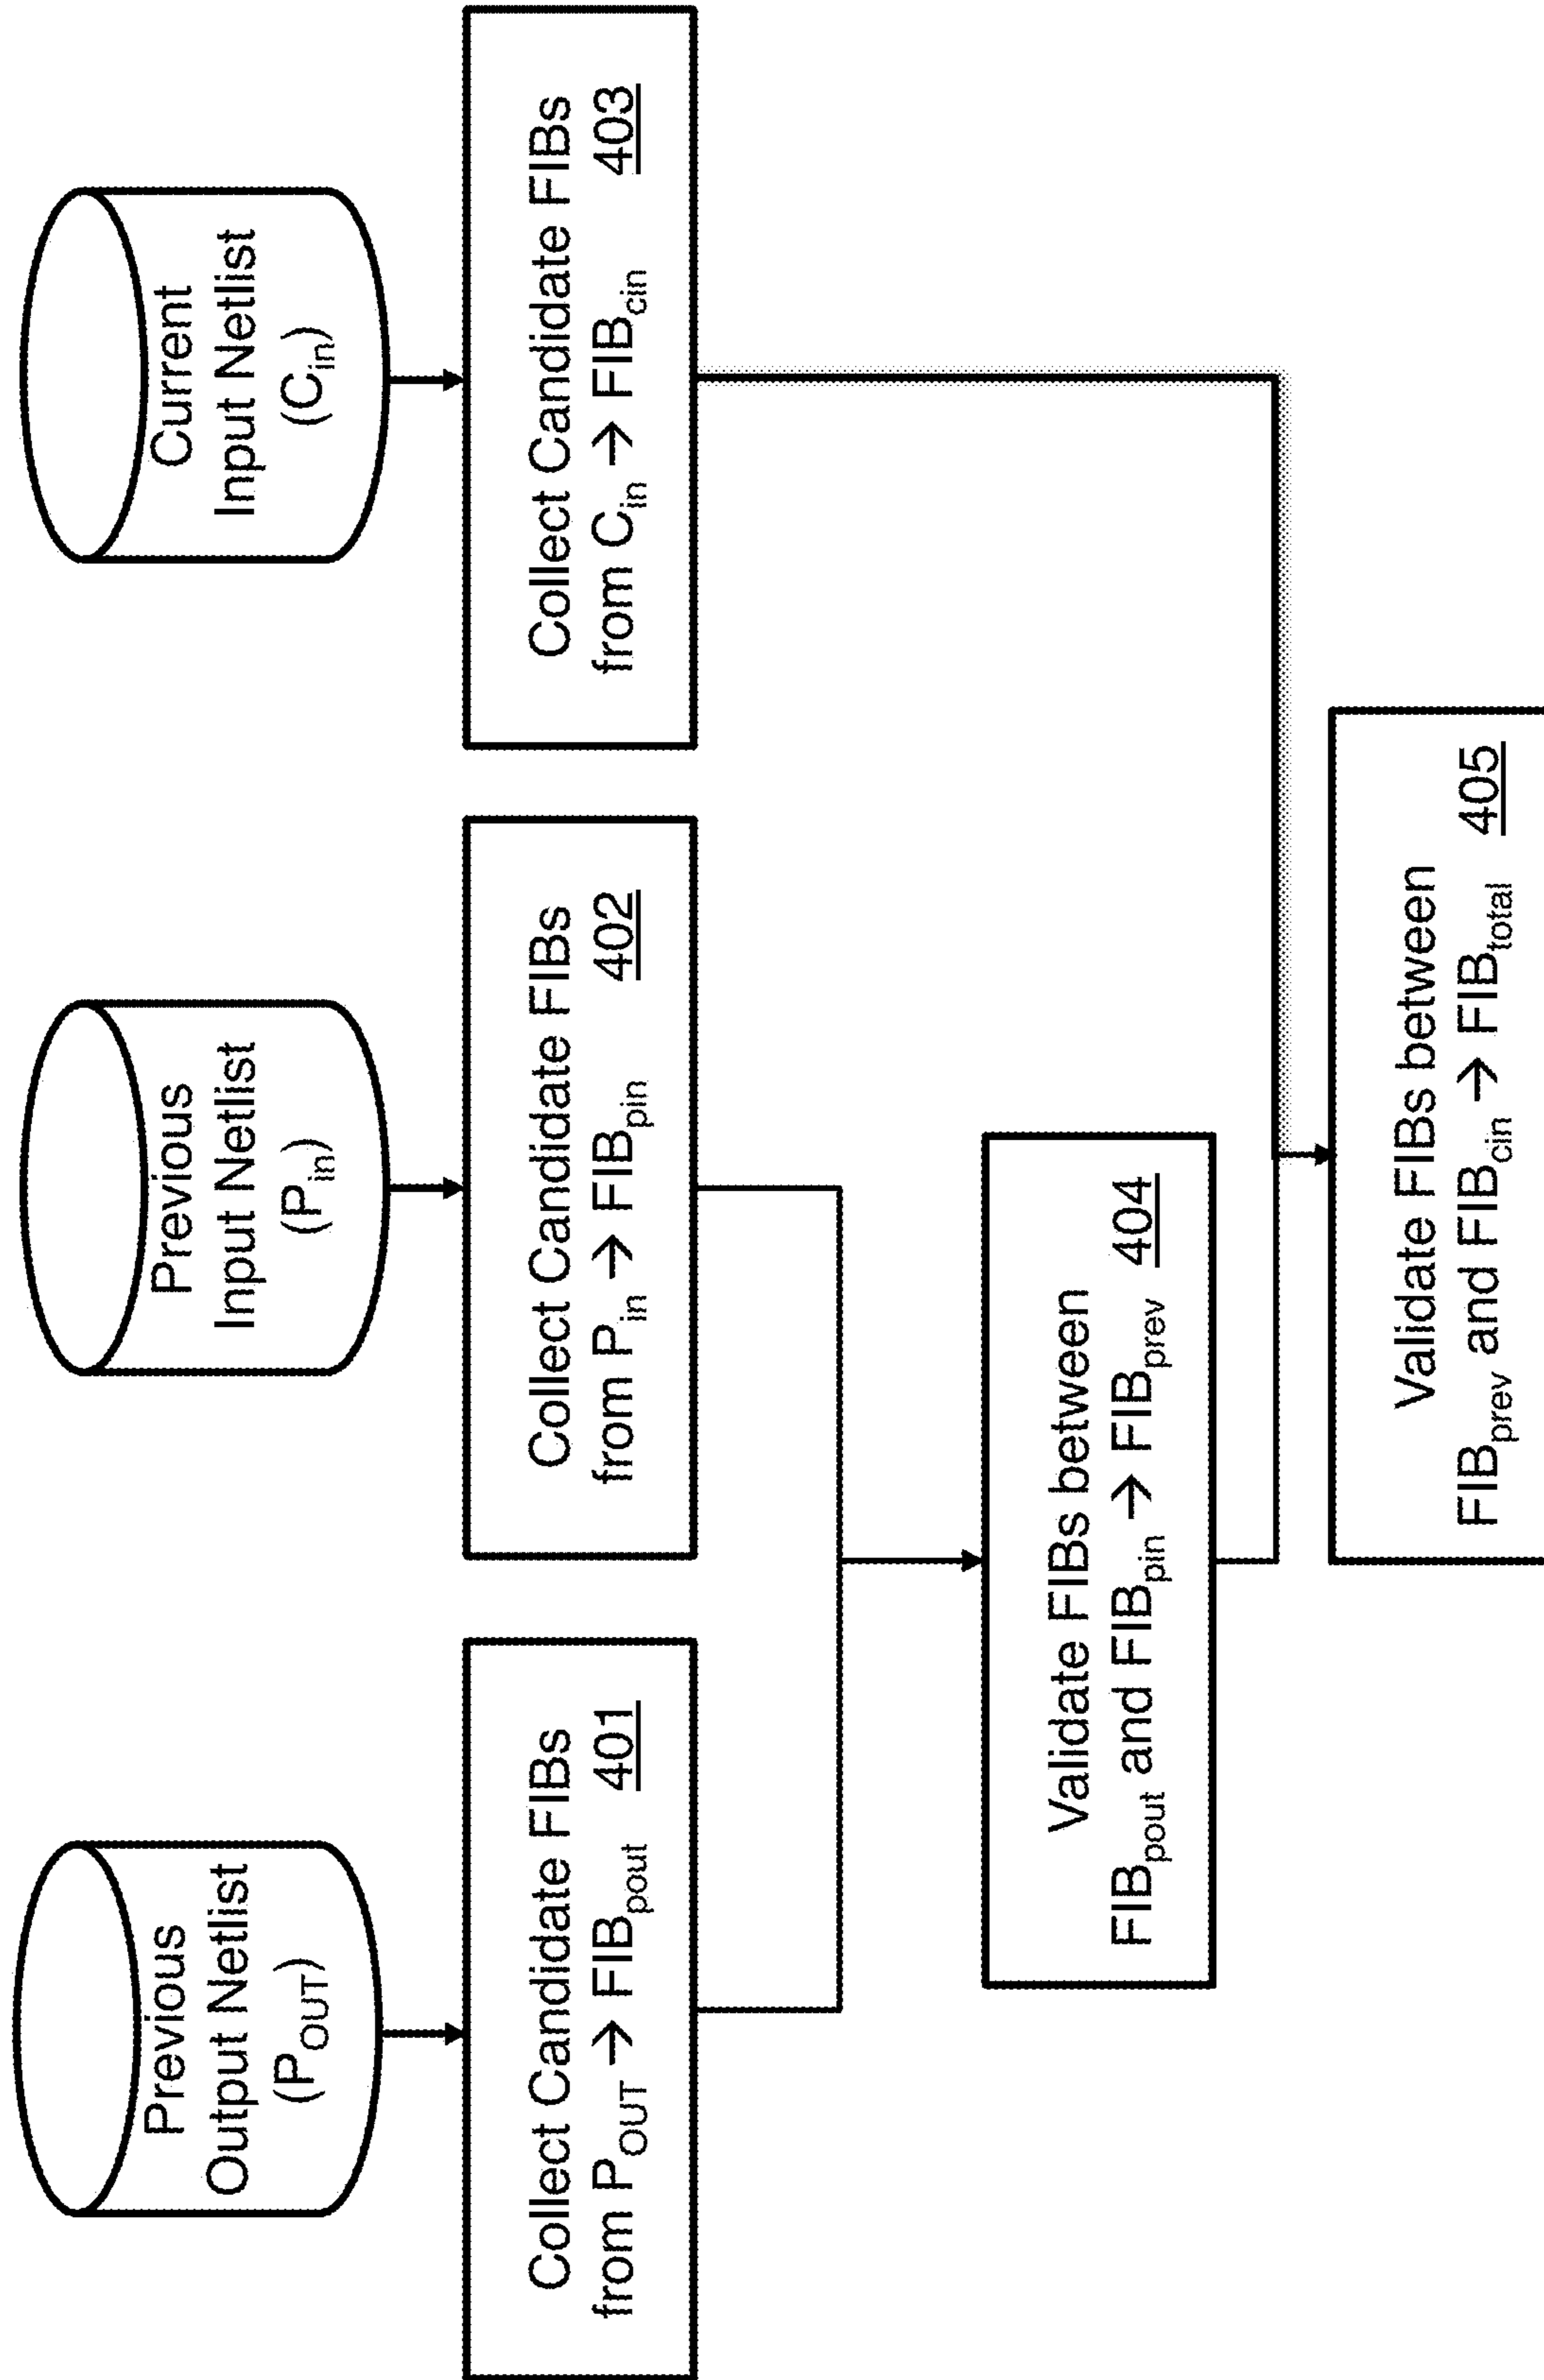 Previous
Output Netlist
(P_OUT)
Previous
Input Netlist
(P_in)
Current
Input Netlist
(C_in)
Collect Candidate FIBs
from P_OUT → FIB_pout 401
Collect Candidate FIBs
from P_in → FIB_pin 402
Collect Candidate FIBs
from C_in → FIB_cin 403
Validate FIBs between
FIB_pout and FIB_pin → FIB_prev 404
Validate FIBs between
FIB_prev and FIB_cin → FIB_total 405